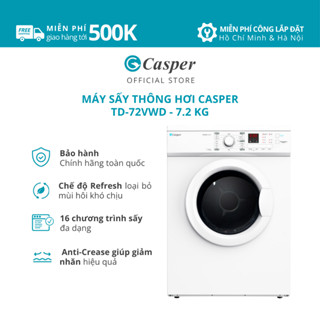 FREE
MIỄN PHÍ
giao hàng tới 500K
MIỄN PHÍ CÔNG LẮP ĐẶT
Hồ Chí Minh & Hà Nội
Casper
OFFICIAL STORE
MÁY SẤY THÔNG HƠI CASPER
TD-72VWD - 7.2 KG
Bảo hành
Chính hãng toàn quốc
Chế độ Refresh loại bỏ
mùi hôi khó chịu
16 chương trình sấy
đa dạng
Anti-Crease giúp giảm
nhăn hiệu quả
Casper